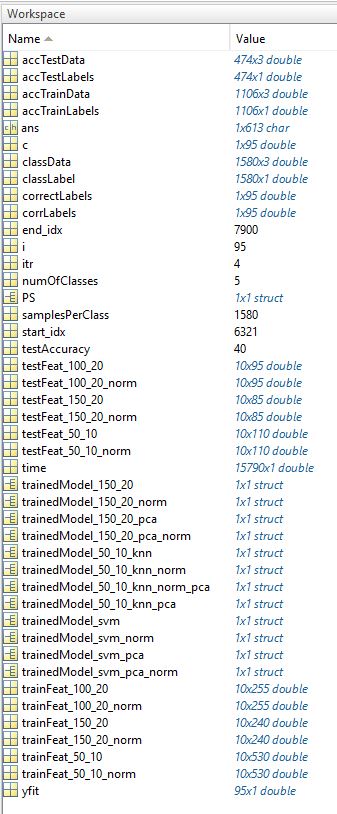 Workspace
Name Value
accTestData 474x3 double
accTestLabels 474x1 double
accTrainData 1106x3 double
accTrainLabels 1106x1 double
ans 1x613 char
c 1x95 double
classData 1580x3 double
classLabel 1580x1 double
correctLabels 1x95 double
corrLabels 1x95 double
end_idx 7900
i 95
itr 4
numOfClasses 5
PS 1x1 struct
samplesPerClass 1580
start_idx 6321
testAccuracy 40
testFeat_100_20 10x95 double
testFeat_100_20_norm 10x95 double
testFeat_150_20 10x85 double
testFeat_150_20_norm 10x85 double
testFeat_50_10 10x110 double
testFeat_50_10_norm 10x110 double
time 15790x1 double
trainedModel_150_20 1x1 struct
trainedModel_150_20_norm 1x1 struct
trainedModel_150_20_pca 1x1 struct
trainedModel_150_20_pca_norm 1x1 struct
trainedModel_50_10_knn 1x1 struct
trainedModel_50_10_knn_norm 1x1 struct
trainedModel_50_10_knn_norm_pca 1x1 struct
trainedModel_50_10_knn_pca 1x1 struct
trainedModel_svm 1x1 struct
trainedModel_svm_norm 1x1 struct
trainedModel_svm_pca 1x1 struct
trainedModel_svm_pca_norm 1x1 struct
trainFeat_100_20 10x255 double
trainFeat_100_20_norm 10x255 double
trainFeat_150_20 10x240 double
trainFeat_150_20_norm 10x240 double
trainFeat_50_10 10x530 double
trainFeat_50_10_norm 10x530 double
yfit 95x1 double